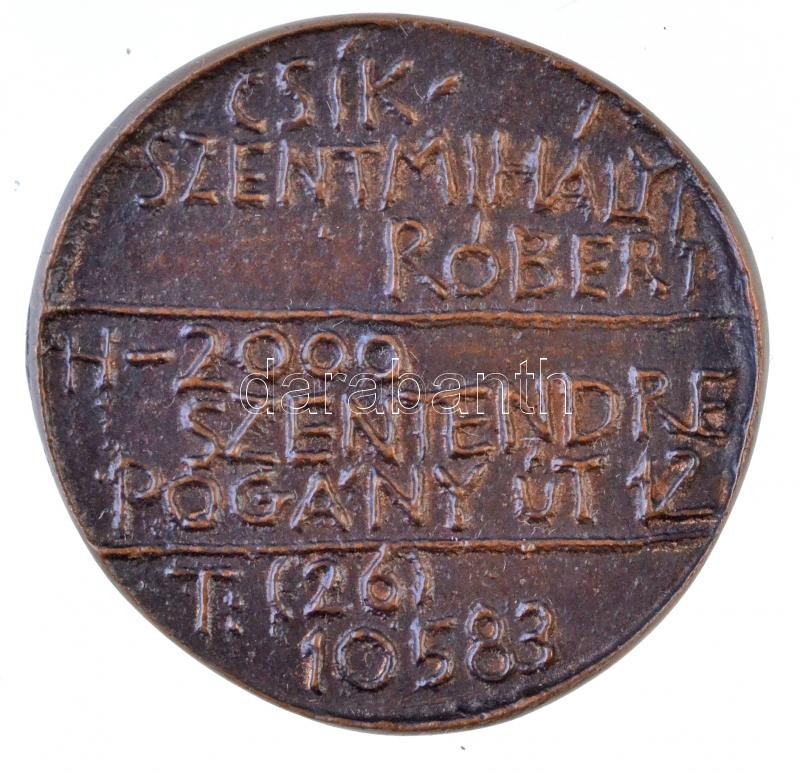 CSÍK-
SZENTMIHÁLYI
RÓBERT
H-2000
SZENTENDRE
POGÁNY ÚT 12
T: (26)
10583
darabanth